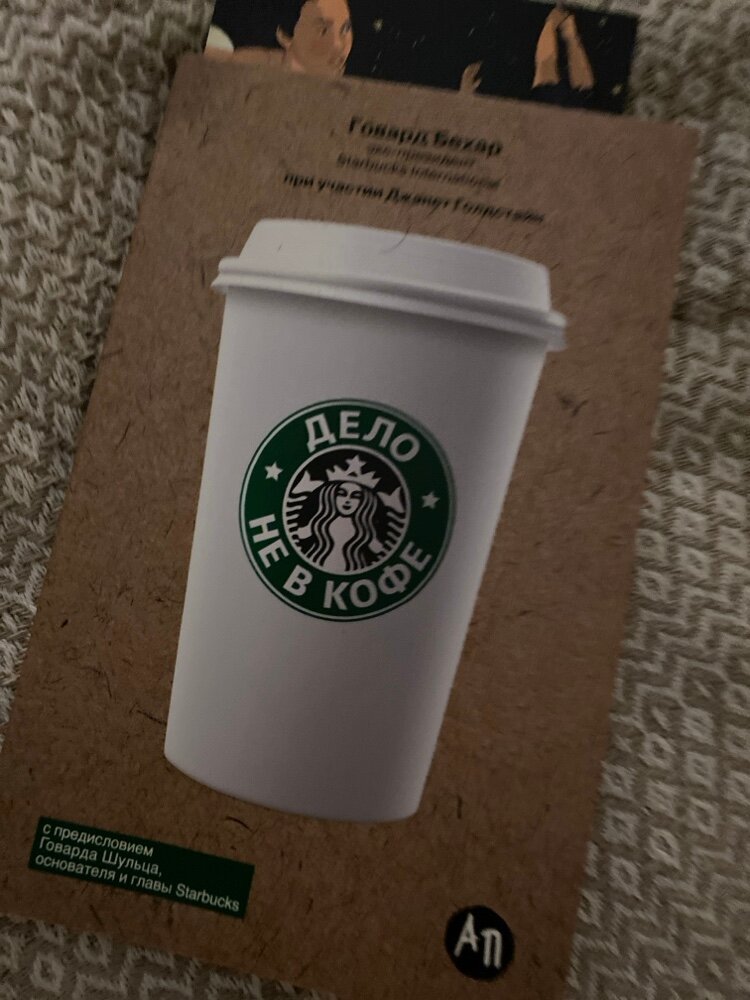 Говард Бехар
экс-президент
Starbucks International
при участии Джанет Голдстайн
ДЕЛО
НЕ В КОФЕ
с предисловием
Говарда Шульца,
основателя и главы Starbucks
АП